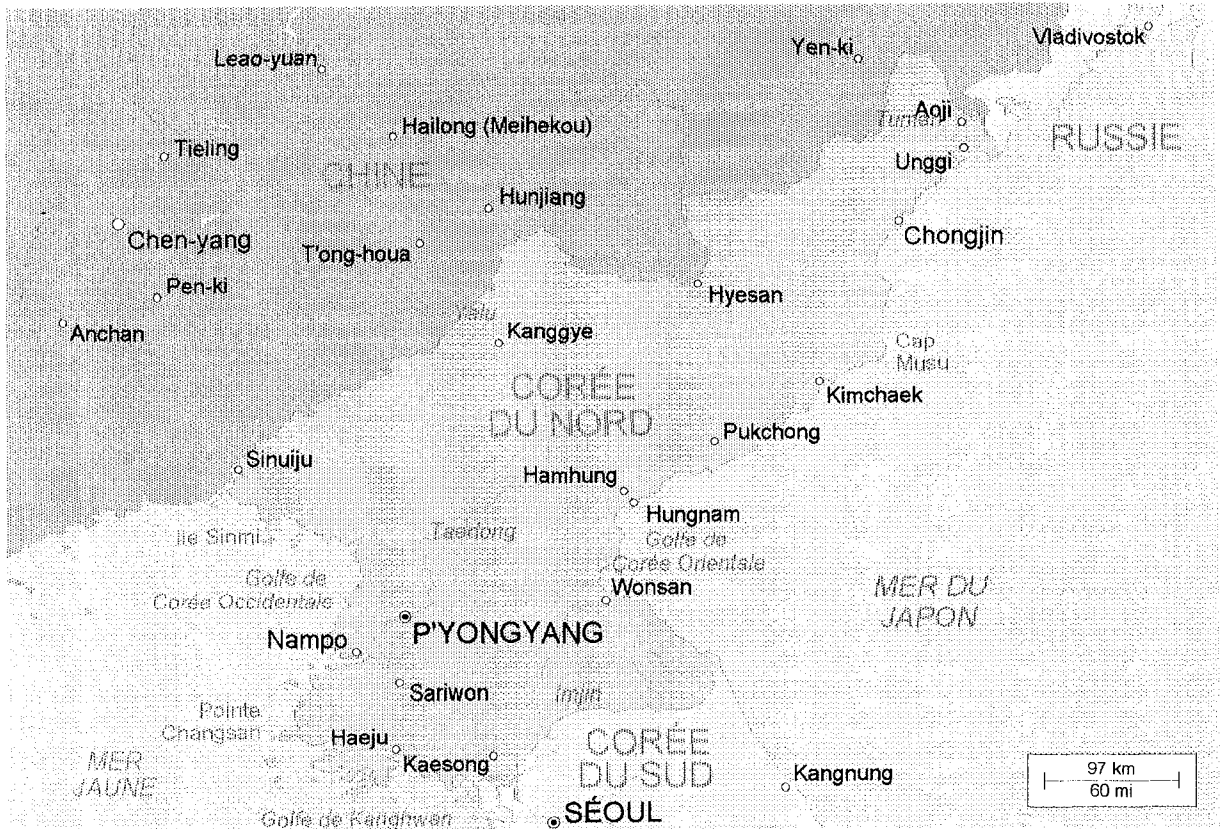 Vladivostok
Yen-ki
Leao-yuan
Aoji
Tumen
Hailong (Meihekou)
RUSSIE
Tieling
Unggi
CHINE
Hunjiang
Chen-yang
Chongjin
T'ong-houa
Pen-ki
Hyesan
Yalu
Anchan
Kanggye
Cap
Musu
CORÉE
DU NORD
Kimchaek
Pukchong
Sinuiju
Hamhung
Hungnam
Ile Sinmi
Taedong
Golfe de
Corée Orientale
Golfe de
Corée Occidentale
Wonsan
MER DU
JAPON
P'YONGYANG
Nampo
Sariwon
Imjin
Pointe
Changsan
Haeju
CORÉE
DU SUD
Kaesong
MER
JAUNE
Kangnung
97 km
60 mi
Golfe de Kanghwan
SÉOUL